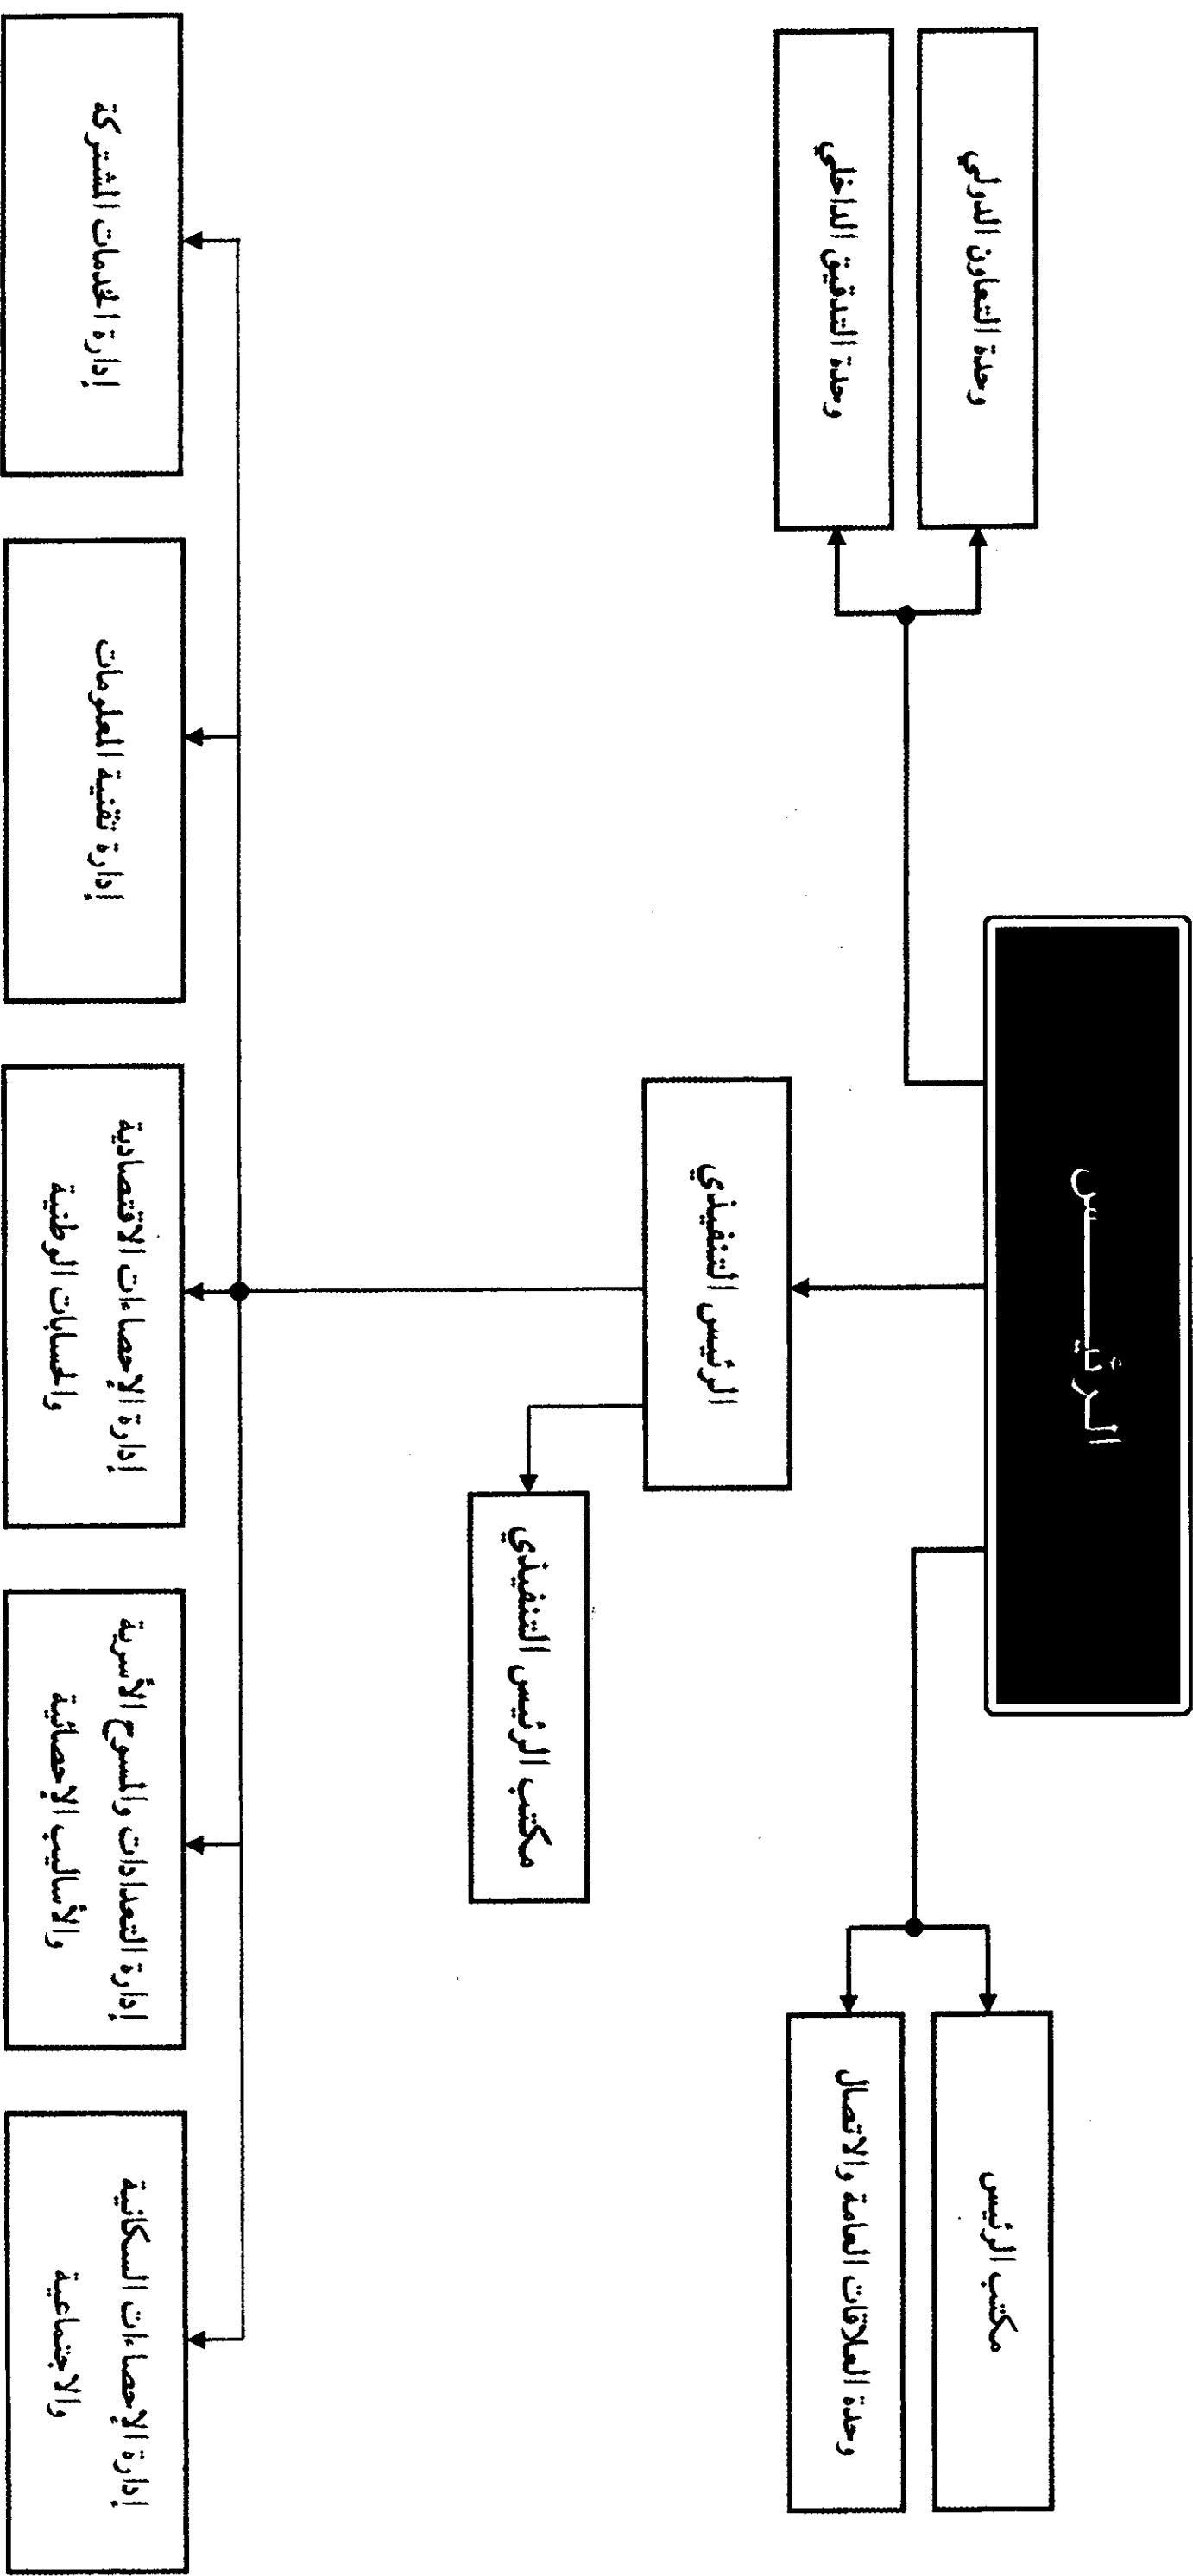 الرئيــــــس
مكتب الرئيس
وحدة العلاقات العامة والاتصال
وحدة التعاون الدولي
وحدة التدقيق الداخلي
الرئيس التنفيذي
مكتب الرئيس التنفيذي
إدارة الإحصاءات السكانية
والاجتماعية
إدارة التعدادات والمسوح الأسرية
والأساليب الإحصائية
إدارة الإحصاءات الاقتصادية
والحسابات الوطنية
إدارة تقنية المعلومات
إدارة الخدمات المشتركة